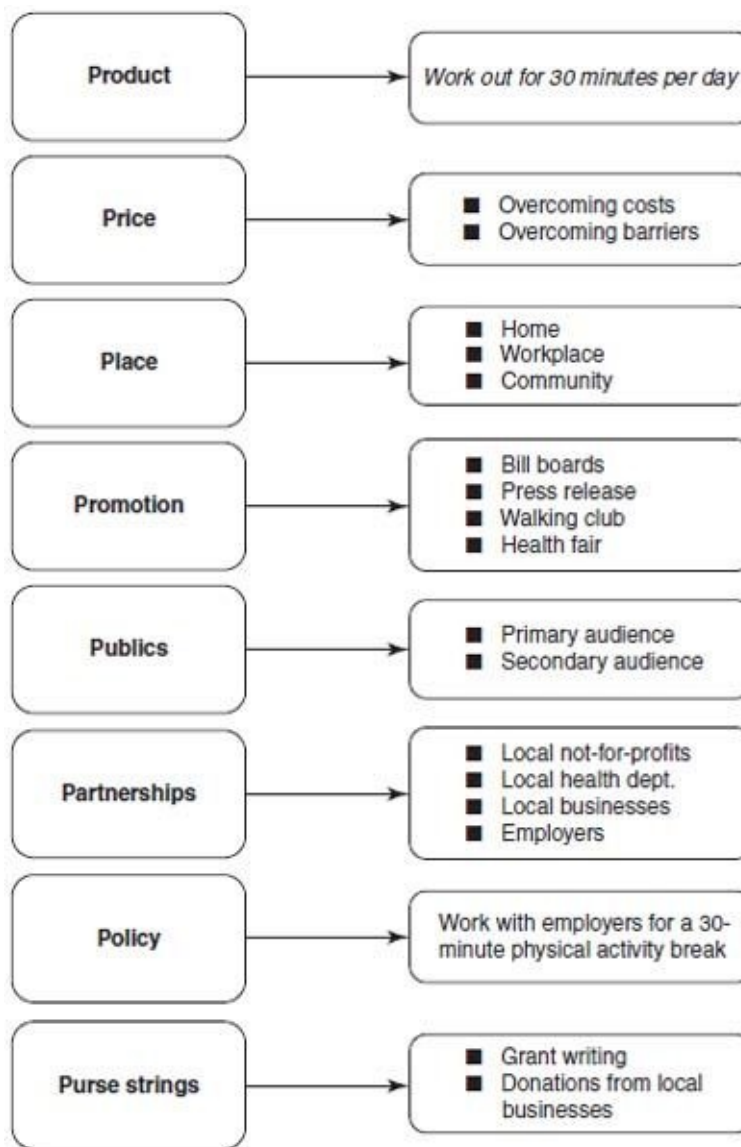 Product
Work out for 30 minutes per day
Price
■ Overcoming costs
■ Overcoming barriers
Place
■ Home
■ Workplace
■ Community
Promotion
■ Bill boards
■ Press release
■ Walking club
■ Health fair
Publics
■ Primary audience
■ Secondary audience
Partnerships
■ Local not-for-profits
■ Local health dept.
■ Local businesses
■ Employers
Policy
Work with employers for a 30-
minute physical activity break
Purse strings
■ Grant writing
■ Donations from local
businesses